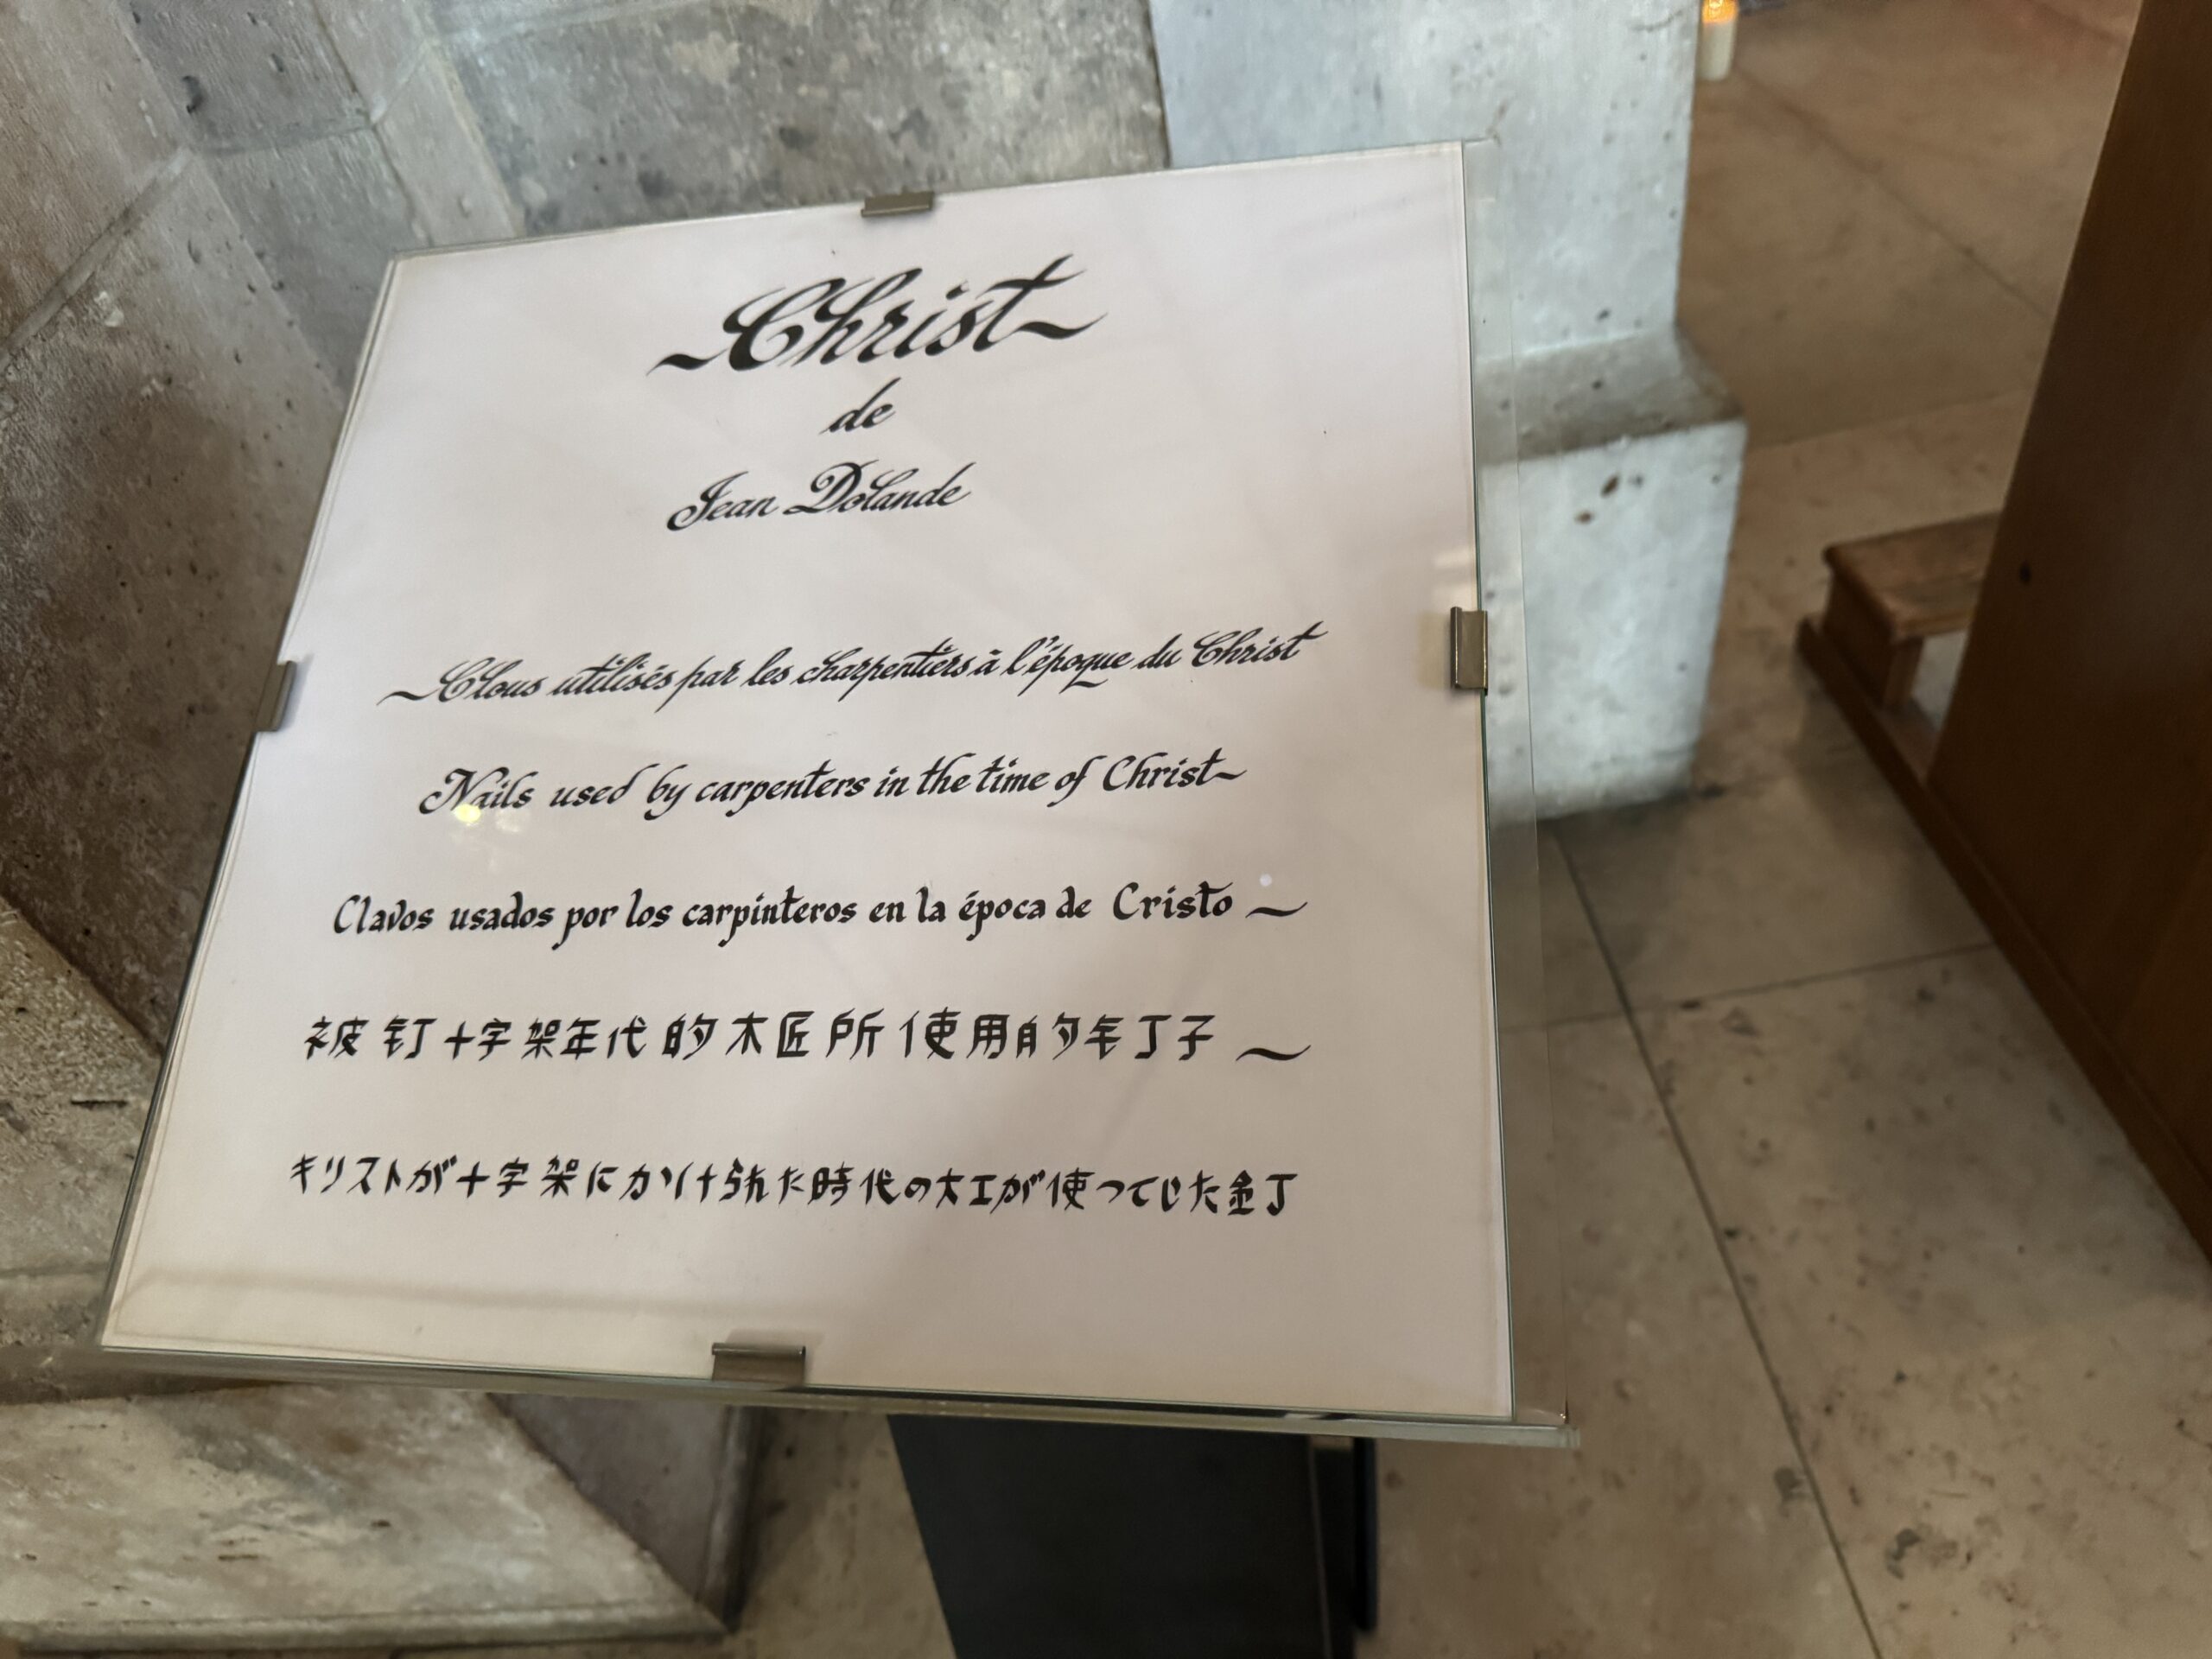 Christ
de
Jean Dolande
Clous utilisés par les charpentiers à l'époque du Christ
Nails used by carpenters in the time of Christ
Clavos usados por los carpinteros en la época de Cristo
被钉十字架年代的木匠所使用的钉子
キリストが十字架にかけられた時代の大工が使っていた釘